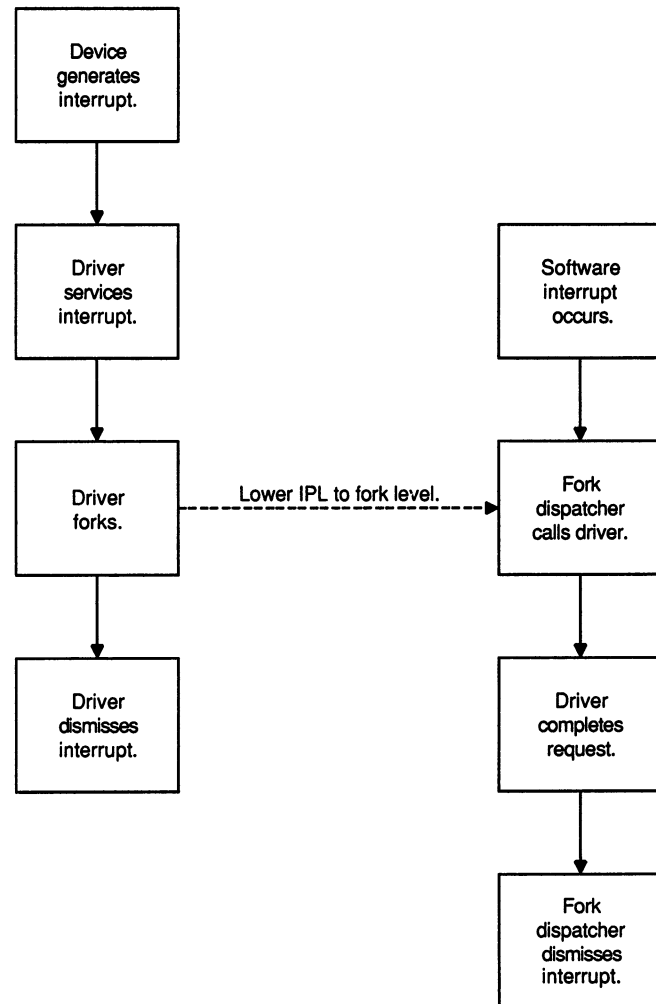 Device
generates
interrupt.
Driver
services
interrupt.
Software
interrupt
occurs.
Driver
forks.
Lower IPL to fork level.
Fork
dispatcher
calls driver.
Driver
dismisses
interrupt.
Driver
completes
request.
Fork
dispatcher
dismisses
interrupt.